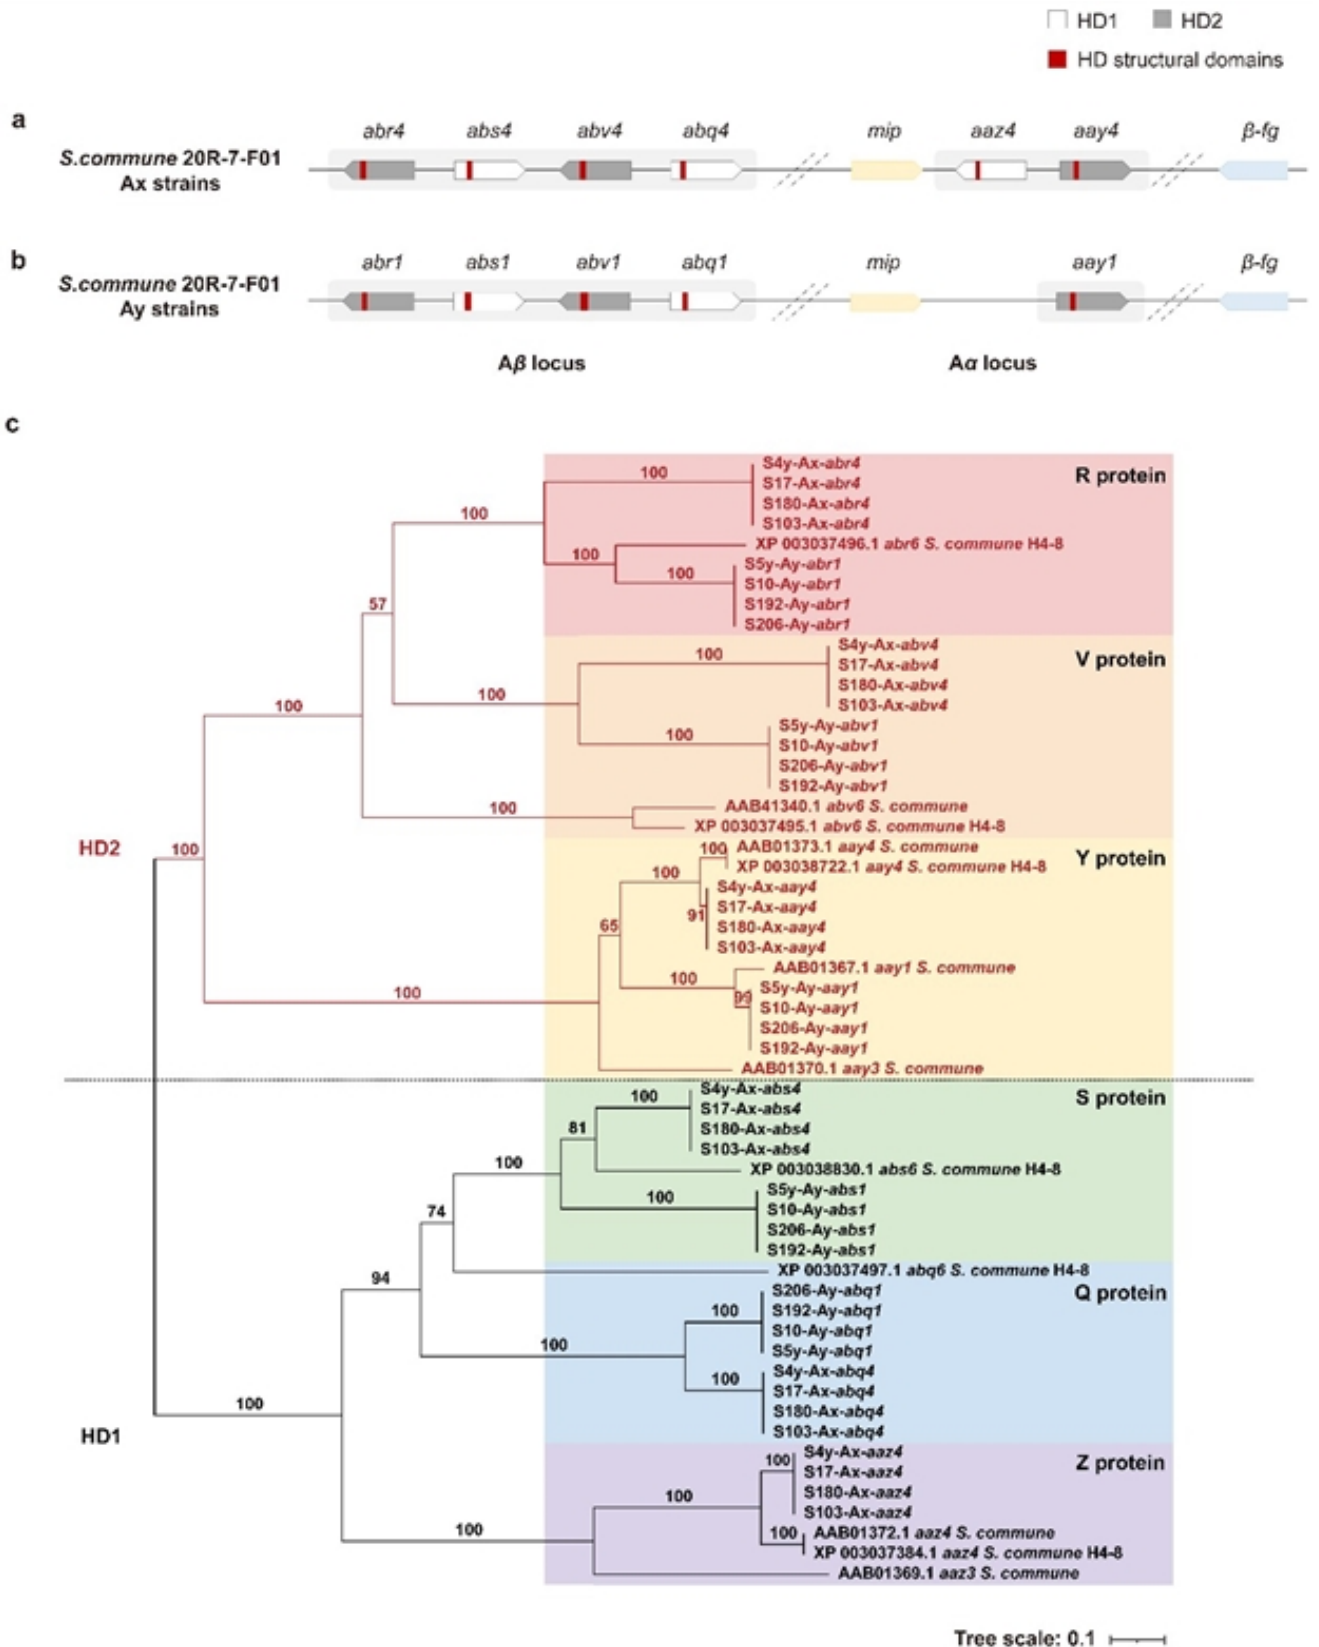 HD1 HD2
HD structural domains
a
abr4 abs4 abv4 abq4 mip aaz4 aay4 β-fg
S.commune 20R-7-F01
Ax strains
b
abr1 abs1 abv1 abq1 mip aay1 β-fg
S.commune 20R-7-F01
Ay strains
Aβ locus Aα locus
c
S4y-Ax-abr4
R protein
100
S17-Ax-abr4
S180-Ax-abr4
100
S103-Ax-abr4
XP 003037496.1 abr6 S. commune H4-8
100
S5y-Ay-abr1
100
S10-Ay-abr1
57
S192-Ay-abr1
S206-Ay-abr1
S4y-Ax-abv4
100
V protein
S17-Ax-abv4
S180-Ax-abv4
100
S103-Ax-abv4
100
S5y-Ay-abv1
100
S10-Ay-abv1
S206-Ay-abv1
S192-Ay-abv1
100
AAB41340.1 abv6 S. commune
XP 003037495.1 abv6 S. commune H4-8
HD2
100
100
AAB01373.1 aay4 S. commune
Y protein
XP 003038722.1 aay4 S. commune H4-8
100
S4y-Ax-aay4
S17-Ax-aay4
91
65
S180-Ax-aay4
S103-Ax-aay4
AAB01367.1 aay1 S. commune
100
S5y-Ay-aay1
99
100
S10-Ay-aay1
S206-Ay-aay1
S192-Ay-aay1
AAB01370.1 aay3 S. commune
S4y-Ax-abs4
100
S protein
S17-Ax-abs4
81
S180-Ax-abs4
S103-Ax-abs4
100
XP 003038830.1 abs6 S. commune H4-8
S5y-Ay-abs1
100
S10-Ay-abs1
74
S206-Ay-abs1
S192-Ay-abs1
XP 003037497.1 abq6 S. commune H4-8
94
S206-Ay-abq1
Q protein
100
S192-Ay-abq1
S10-Ay-abq1
100
S5y-Ay-abq1
S4y-Ax-abq4
100
S17-Ax-abq4
100
S180-Ax-abq4
HD1
S103-Ax-abq4
S4y-Ax-aaz4
100
Z protein
S17-Ax-aaz4
100
S180-Ax-aaz4
S103-Ax-aaz4
100
100
AAB01372.1 aaz4 S. commune
XP 003037384.1 aaz4 S. commune H4-8
AAB01369.1 aaz3 S. commune
Tree scale: 0.1